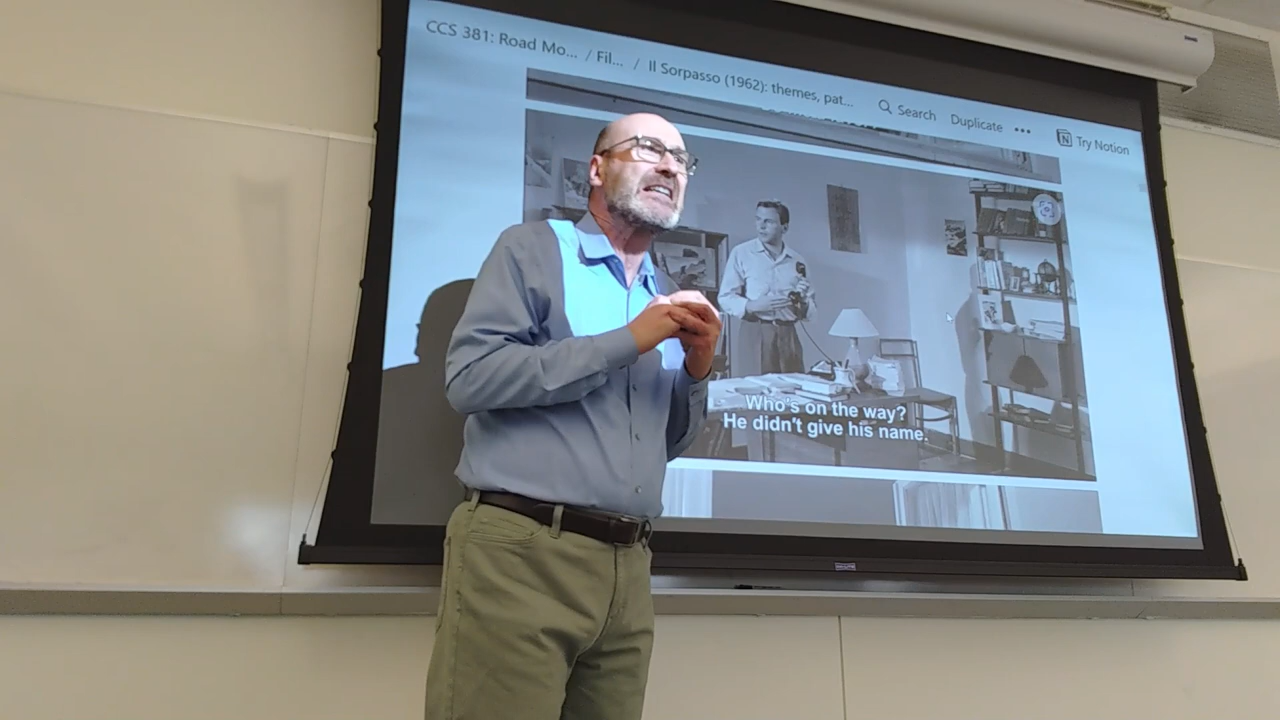 CCS 381: Road Mo... / Fil... / Il Sorpasso (1962): themes, pat...
Search Duplicate ••• Try Notion
Who's on the way?
He didn't give his name.